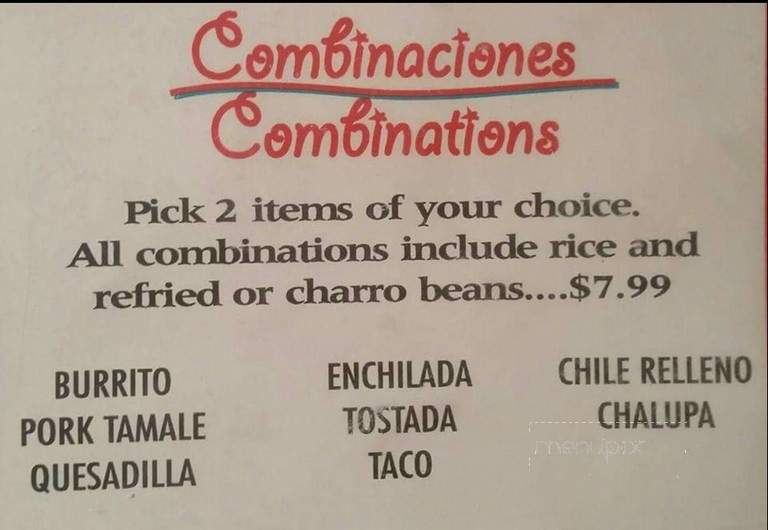 Combinaciones
Combinations
Pick 2 items of your choice.
All combinations include rice and
refried or charro beans....$7.99
BURRITO ENCHILADA CHILE RELLENO
PORK TAMALE TOSTADA CHALUPA
QUESADILLA TACO
menupix